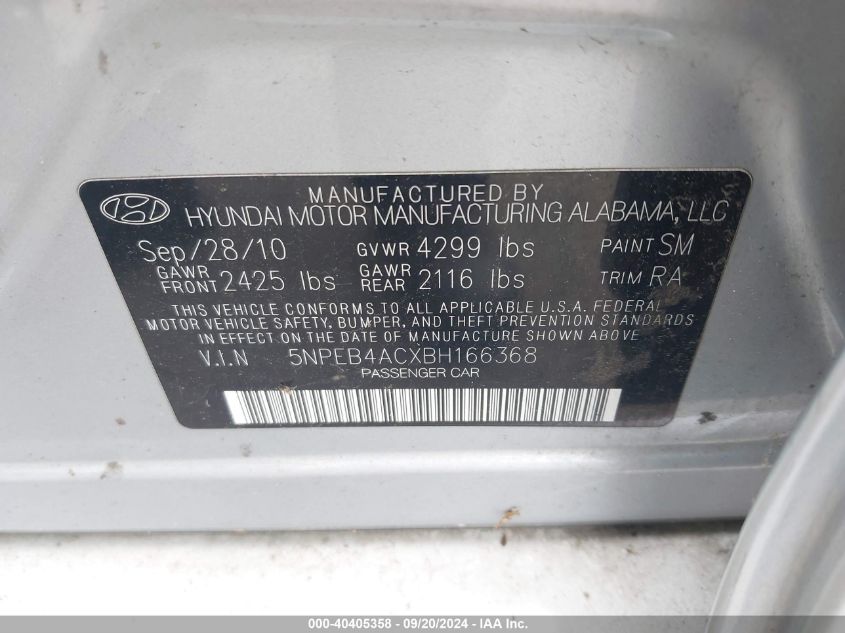 MANUFACTURED BY
HYUNDAI MOTOR MANUFACTURING ALABAMA, LLC
Sep/28/10 GVWR 4299 lbs PAINT SM
GAWR FRONT 2425 lbs GAWR REAR 2116 lbs TRIM RA
THIS VEHICLE CONFORMS TO ALL APPLICABLE U.S.A. FEDERAL
MOTOR VEHICLE SAFETY, BUMPER, AND THEFT PREVENTION STANDARDS
IN EFFECT ON THE DATE OF MANUFACTURE SHOWN ABOVE
V.I.N 5NPEB4ACXBH166368
PASSENGER CAR
000-40405358 - 09/20/2024 - IAA Inc.